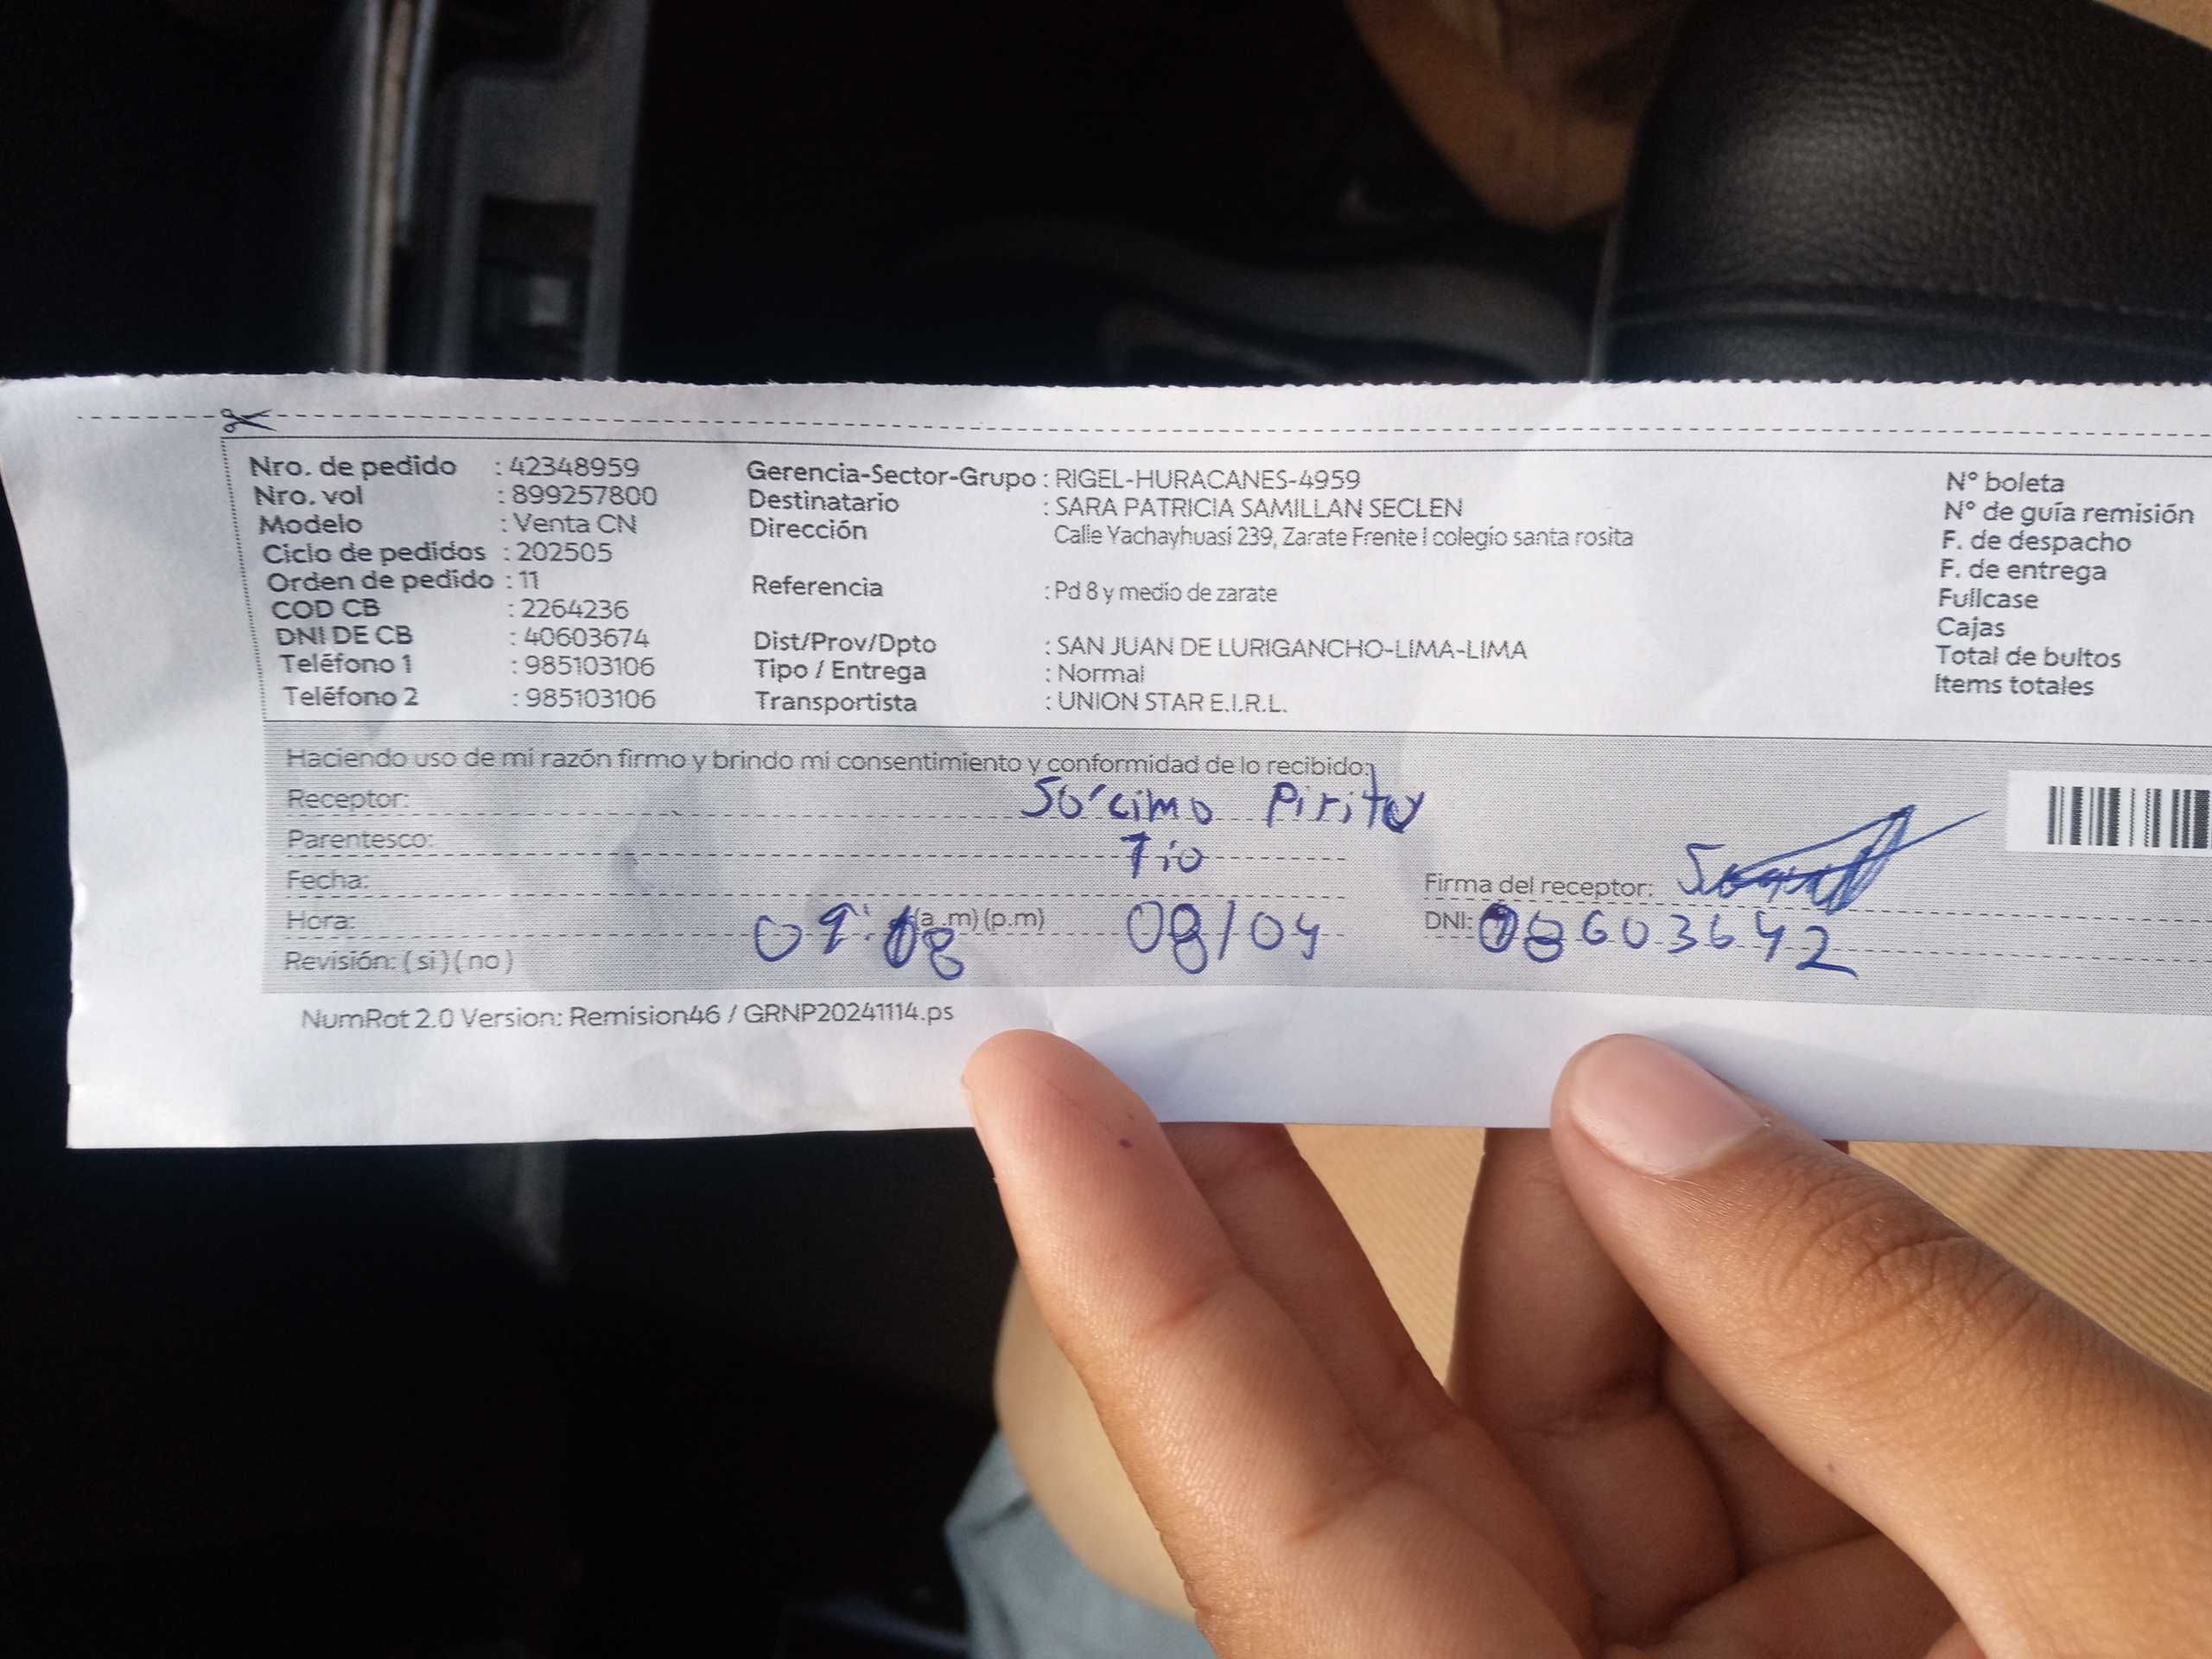 Nro. de pedido : 42348959
Nro. vol : 899257800
Modelo : Venta CN
Ciclo de pedidos : 202505
Orden de pedido : 11
COD CB : 2264236
DNI DE CB : 40603674
Teléfono 1 : 985103106
Teléfono 2 : 985103106
Gerencia-Sector-Grupo : RIGEL-HURACANES-4959
Destinatario : SARA PATRICIA SAMILLAN SECLEN
Dirección Calle Yachayhuasi 239, Zarate Frente l colegio santa rosita
Referencia : Pd 8 y medio de zarate
Dist/Prov/Dpto : SAN JUAN DE LURIGANCHO-LIMA-LIMA
Tipo / Entrega : Normal
Transportista : UNION STAR E.I.R.L.
N° boleta
N° de guía remisión
F. de despacho
F. de entrega
Fullcase
Cajas
Total de bultos
Items totales
Haciendo uso de mi razón firmo y brindo mi consentimiento y conformidad de lo recibido:
Receptor: So'cimo
Parentesco: Tio
Fecha:
Hora: (a.m) (p.m) 08/04
Revisión: ( si ) ( no )
Firma del receptor:
DNI: 08603642
NumRot 2.0 Version: Remision46 / GRNP20241114.ps